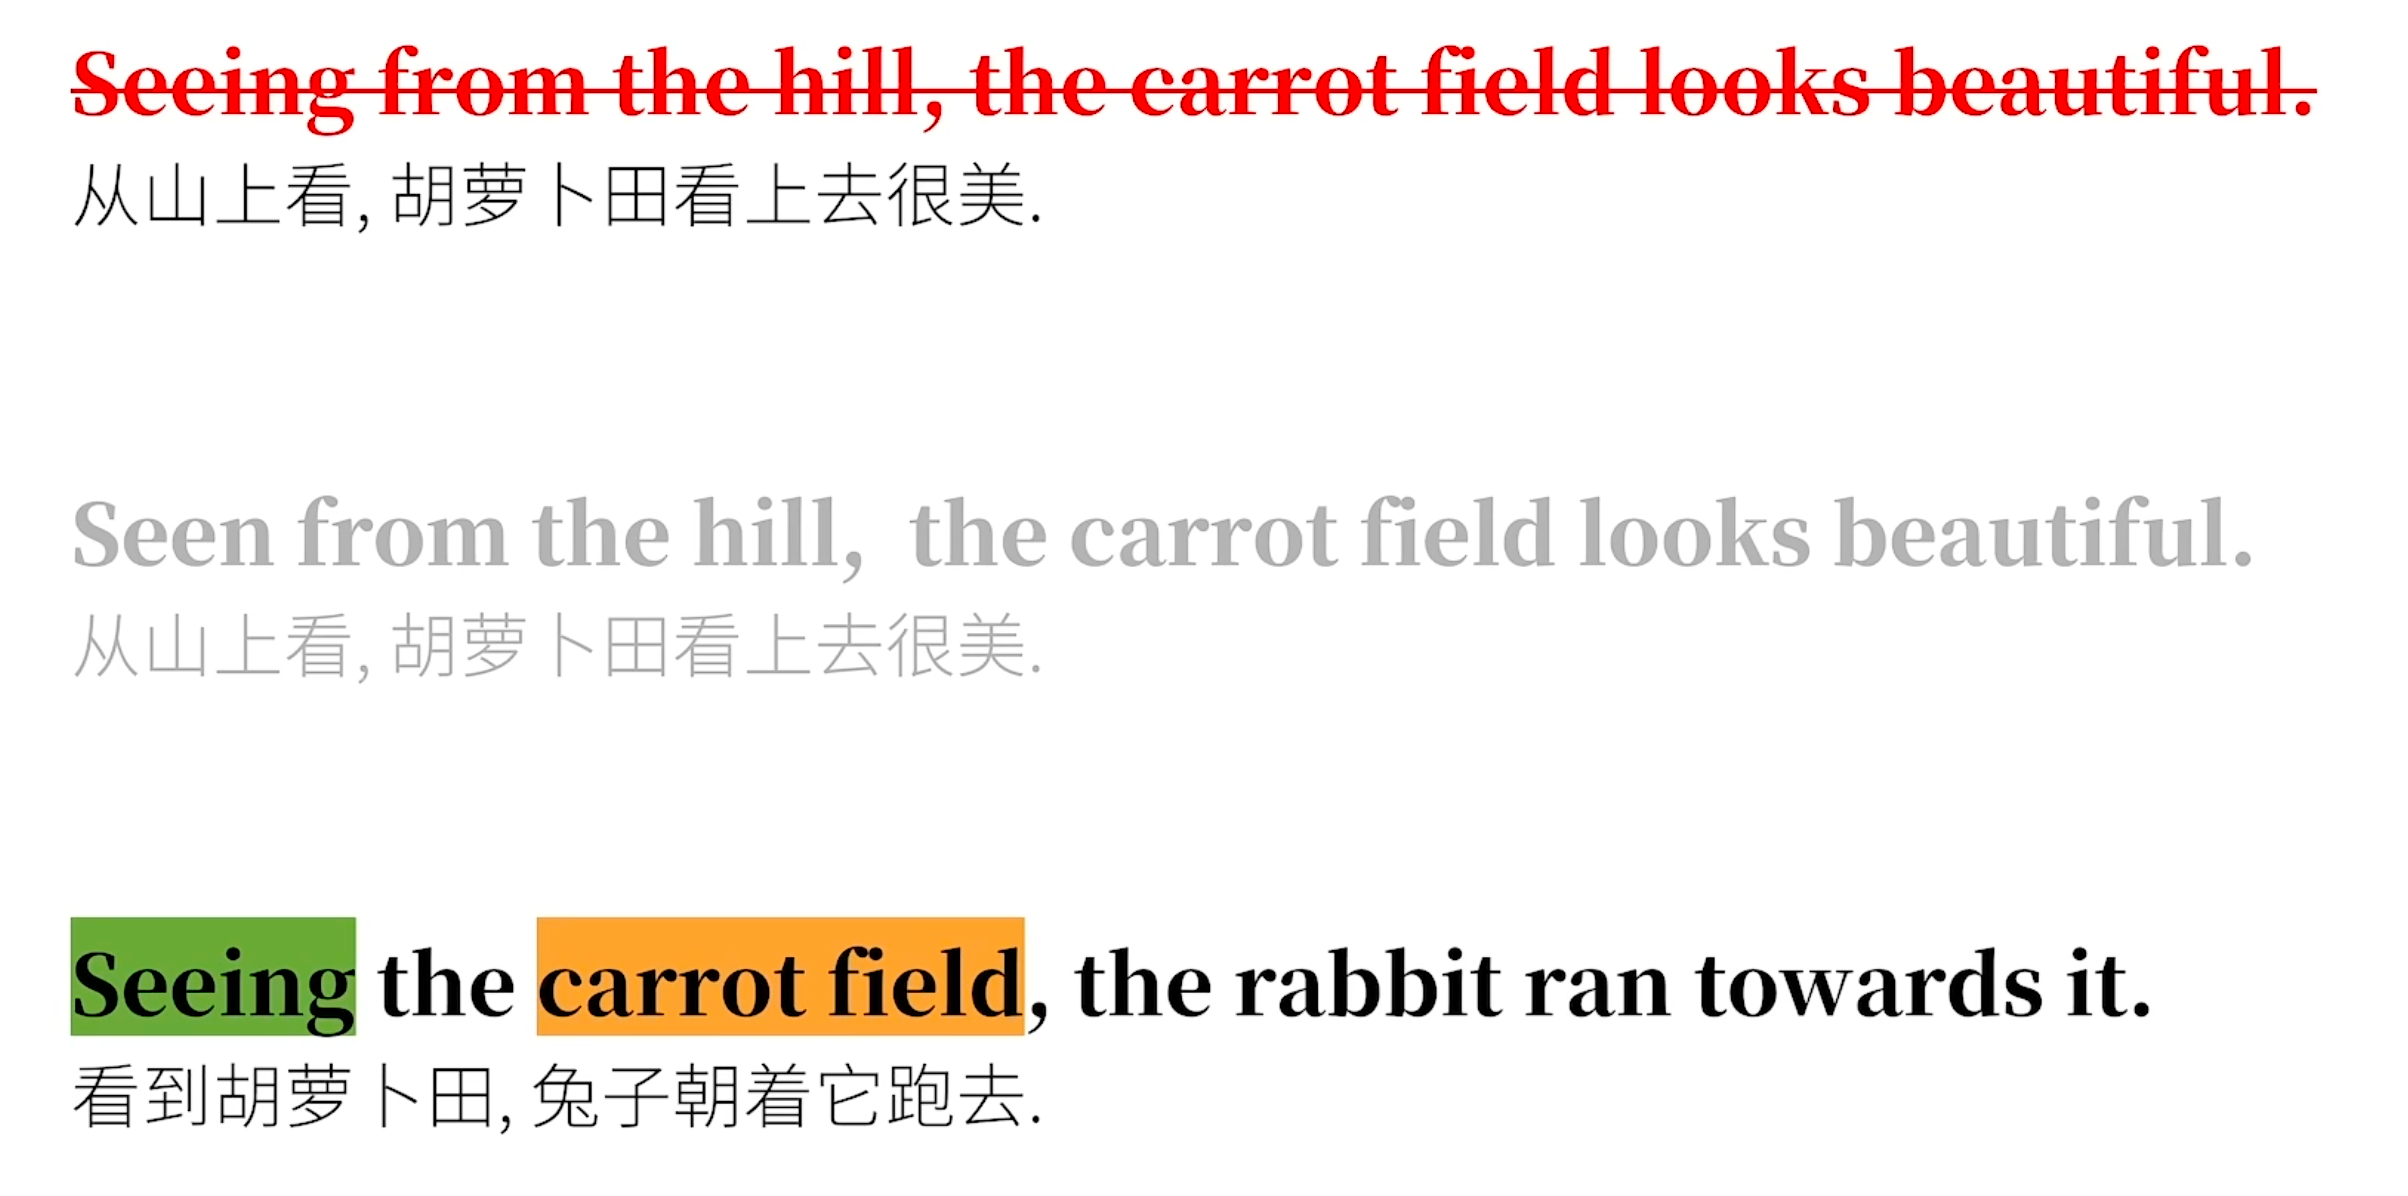 Seeing from the hill, the carrot field looks beautiful.
从山上看, 胡萝卜田看上去很美.
Seen from the hill, the carrot field looks beautiful.
从山上看, 胡萝卜田看上去很美.
Seeing the carrot field, the rabbit ran towards it.
看到胡萝卜田, 兔子朝着它跑去.